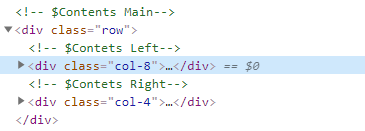 <!-- $Contents Main-->
▼<div class="row">
<!-- $Contets Left-->
▶<div class="col-8">…</div> == $0
<!-- $Contets Right-->
▶<div class="col-4">…</div>
</div>